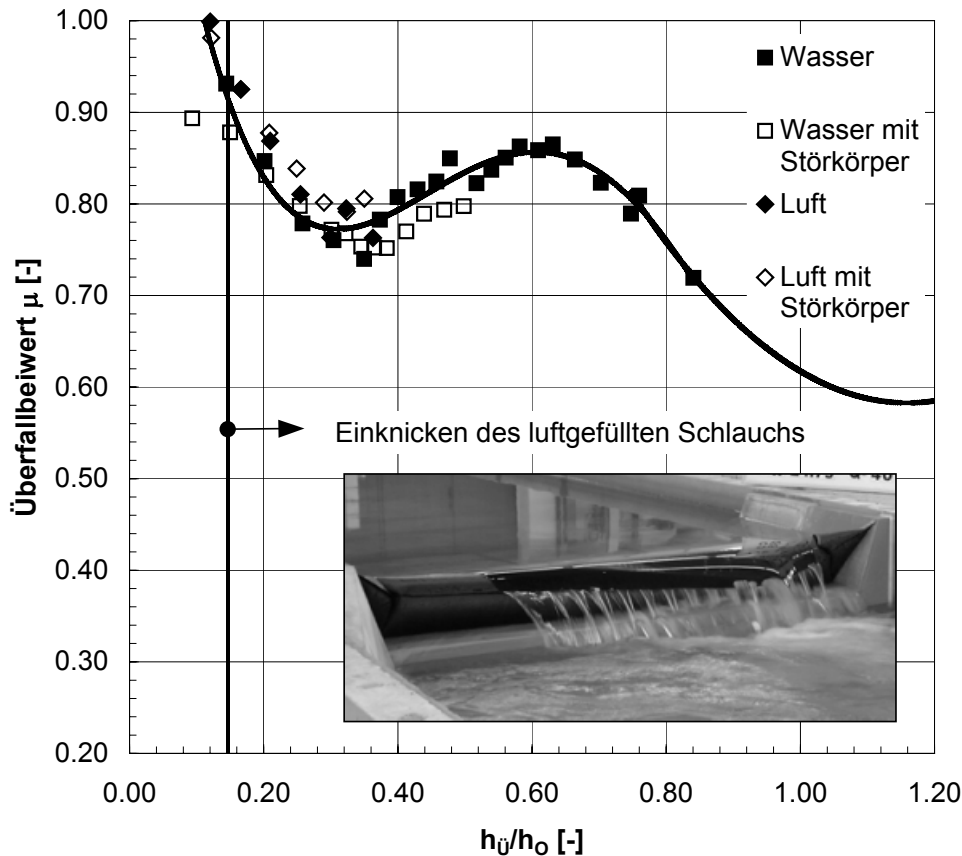 1.00
0.90
0.80
0.70
0.60
0.50
0.40
0.30
0.20
Überfallbeiwert μ [-]
Wasser
Wasser mit
Störkörper
Luft
Luft mit
Störkörper
Einknicken des luftgefüllten Schlauchs
0.00 0.20 0.40 0.60 0.80 1.00 1.20
hÜ/hO [-]